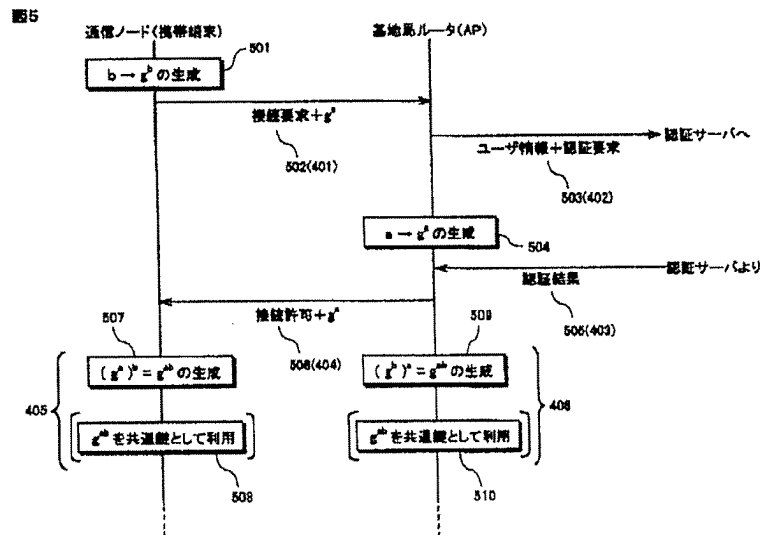 図5
通信ノード(携帯端末)
基地局ルータ(AP)
501
b → g^b の生成
接続要求+g^a
認証サーバへ
ユーザ情報+認証要求
502(401)
503(402)
a → g^a の生成
504
認証サーバより
認証結果
接続許可+g^a
505(403)
506(404)
507
509
(g^a)^b = g^ab の生成
(g^b)^a = g^ab の生成
405
406
g^ab を共通鍵として利用
g^ab を共通鍵として利用
508
510